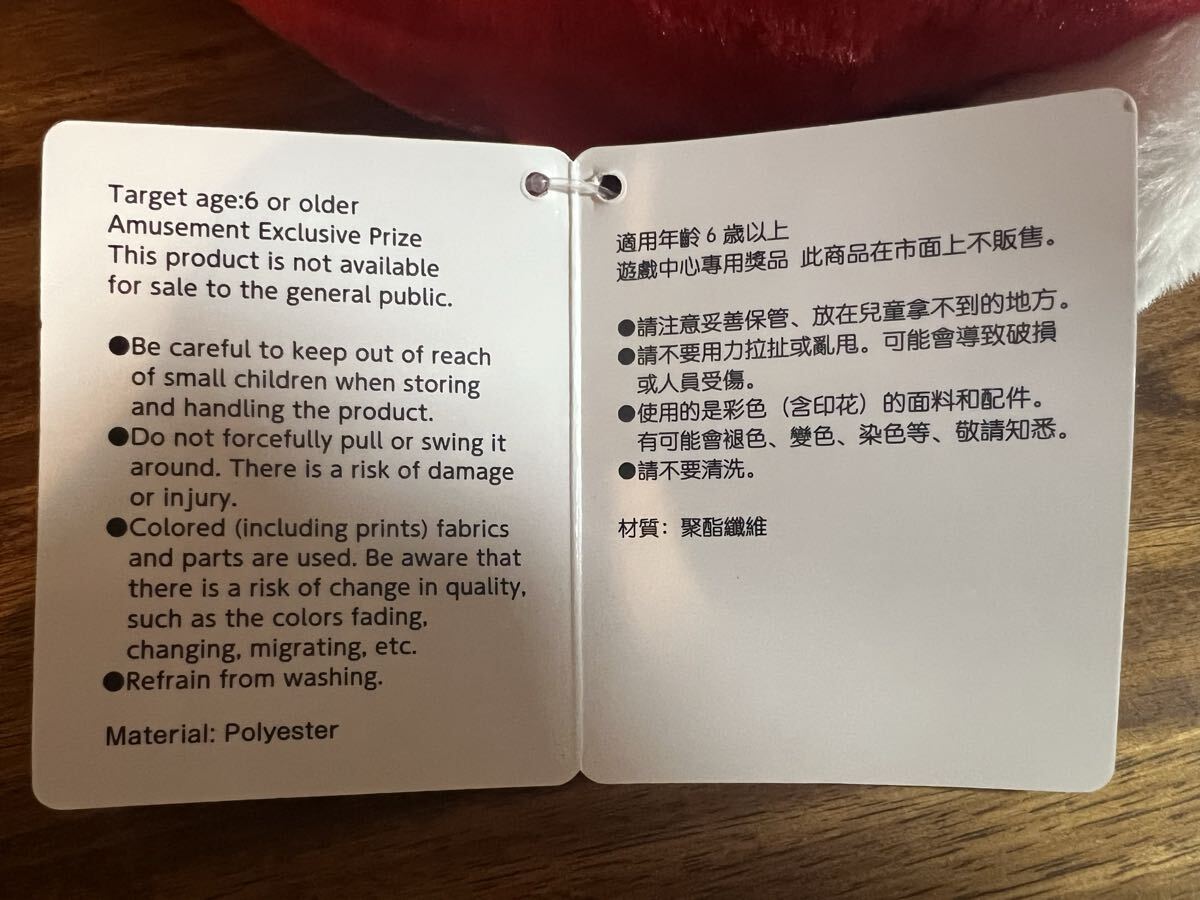 Target age:6 or older
Amusement Exclusive Prize
This product is not available
for sale to the general public.
●Be careful to keep out of reach
of small children when storing
and handling the product.
●Do not forcefully pull or swing it
around. There is a risk of damage
or injury.
●Colored (including prints) fabrics
and parts are used. Be aware that
there is a risk of change in quality,
such as the colors fading,
changing, migrating, etc.
●Refrain from washing.
Material: Polyester
適用年齡6歲以上
遊戲中心專用獎品 此商品在市面上不販售。
●請注意妥善保管、放在兒童拿不到的地方。
●請不要用力拉扯或亂甩。可能會導致破損
或人員受傷。
●使用的是彩色（含印花）的面料和配件。
有可能會褪色、變色、染色等、敬請知悉。
●請不要清洗。
材質：聚酯纖維